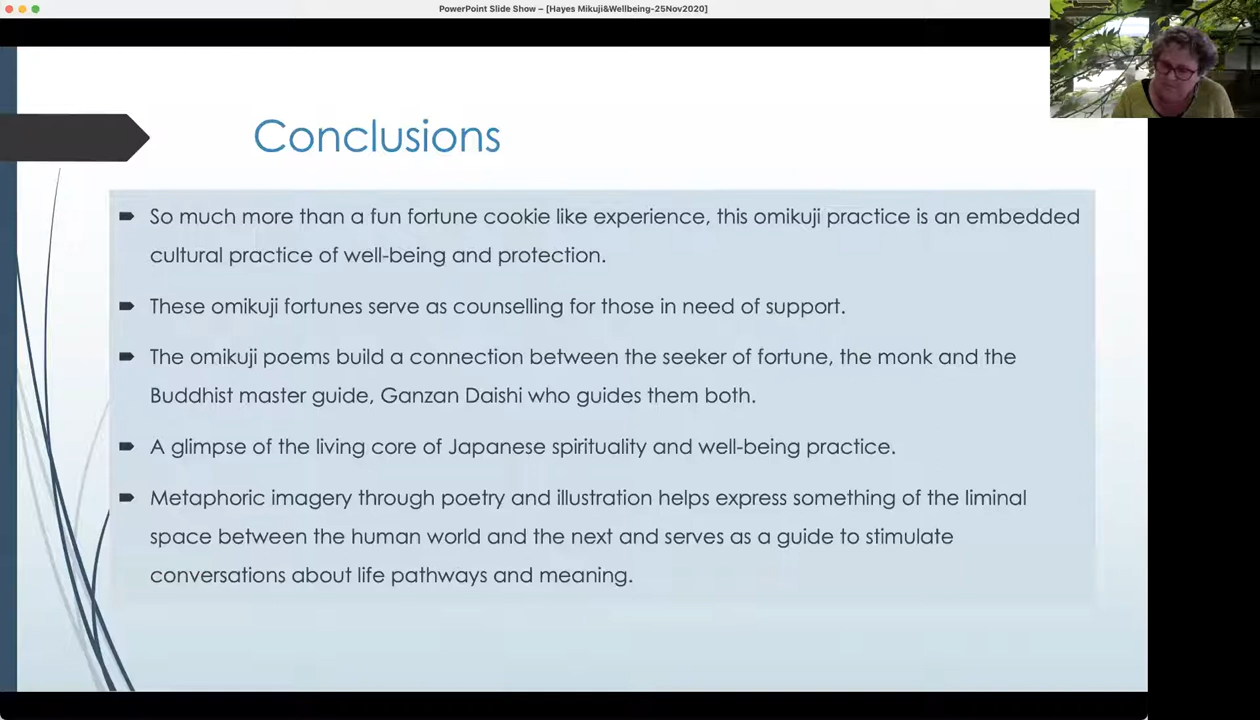 PowerPoint Slide Show – [Hayes Mikuji&Wellbeing-25Nov2020]
Conclusions
So much more than a fun fortune cookie like experience, this omikuji practice is an embedded
cultural practice of well-being and protection.
These omikuji fortunes serve as counselling for those in need of support.
The omikuji poems build a connection between the seeker of fortune, the monk and the
Buddhist master guide, Ganzan Daishi who guides them both.
A glimpse of the living core of Japanese spirituality and well-being practice.
Metaphoric imagery through poetry and illustration helps express something of the liminal
space between the human world and the next and serves as a guide to stimulate
conversations about life pathways and meaning.